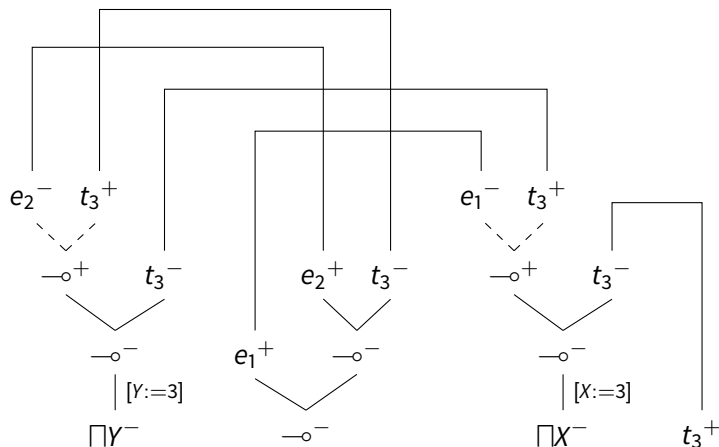 e₂⁻ t₃⁺ e₁⁻ t₃⁺
⊸⁺ t₃⁻ e₂⁺ t₃⁻ ⊸⁺ t₃⁻
⊸⁻ e₁⁺ ⊸⁻ ⊸⁻
[Y:=3] [X:=3]
∏Y⁻ ⊸⁻ ∏X⁻ t₃⁺